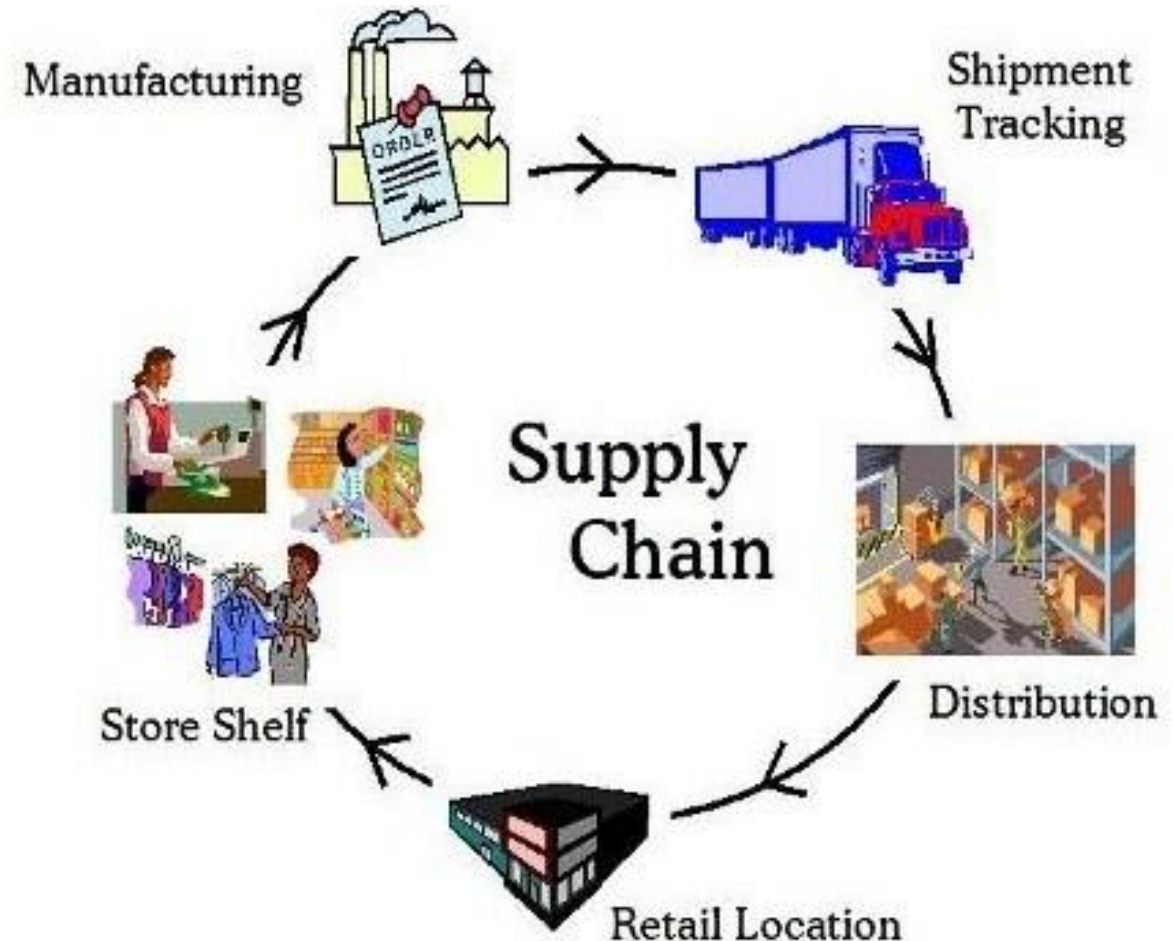 Manufacturing
ORDER
Shipment
Tracking
Supply
Chain
Distribution
Store Shelf
Retail Location